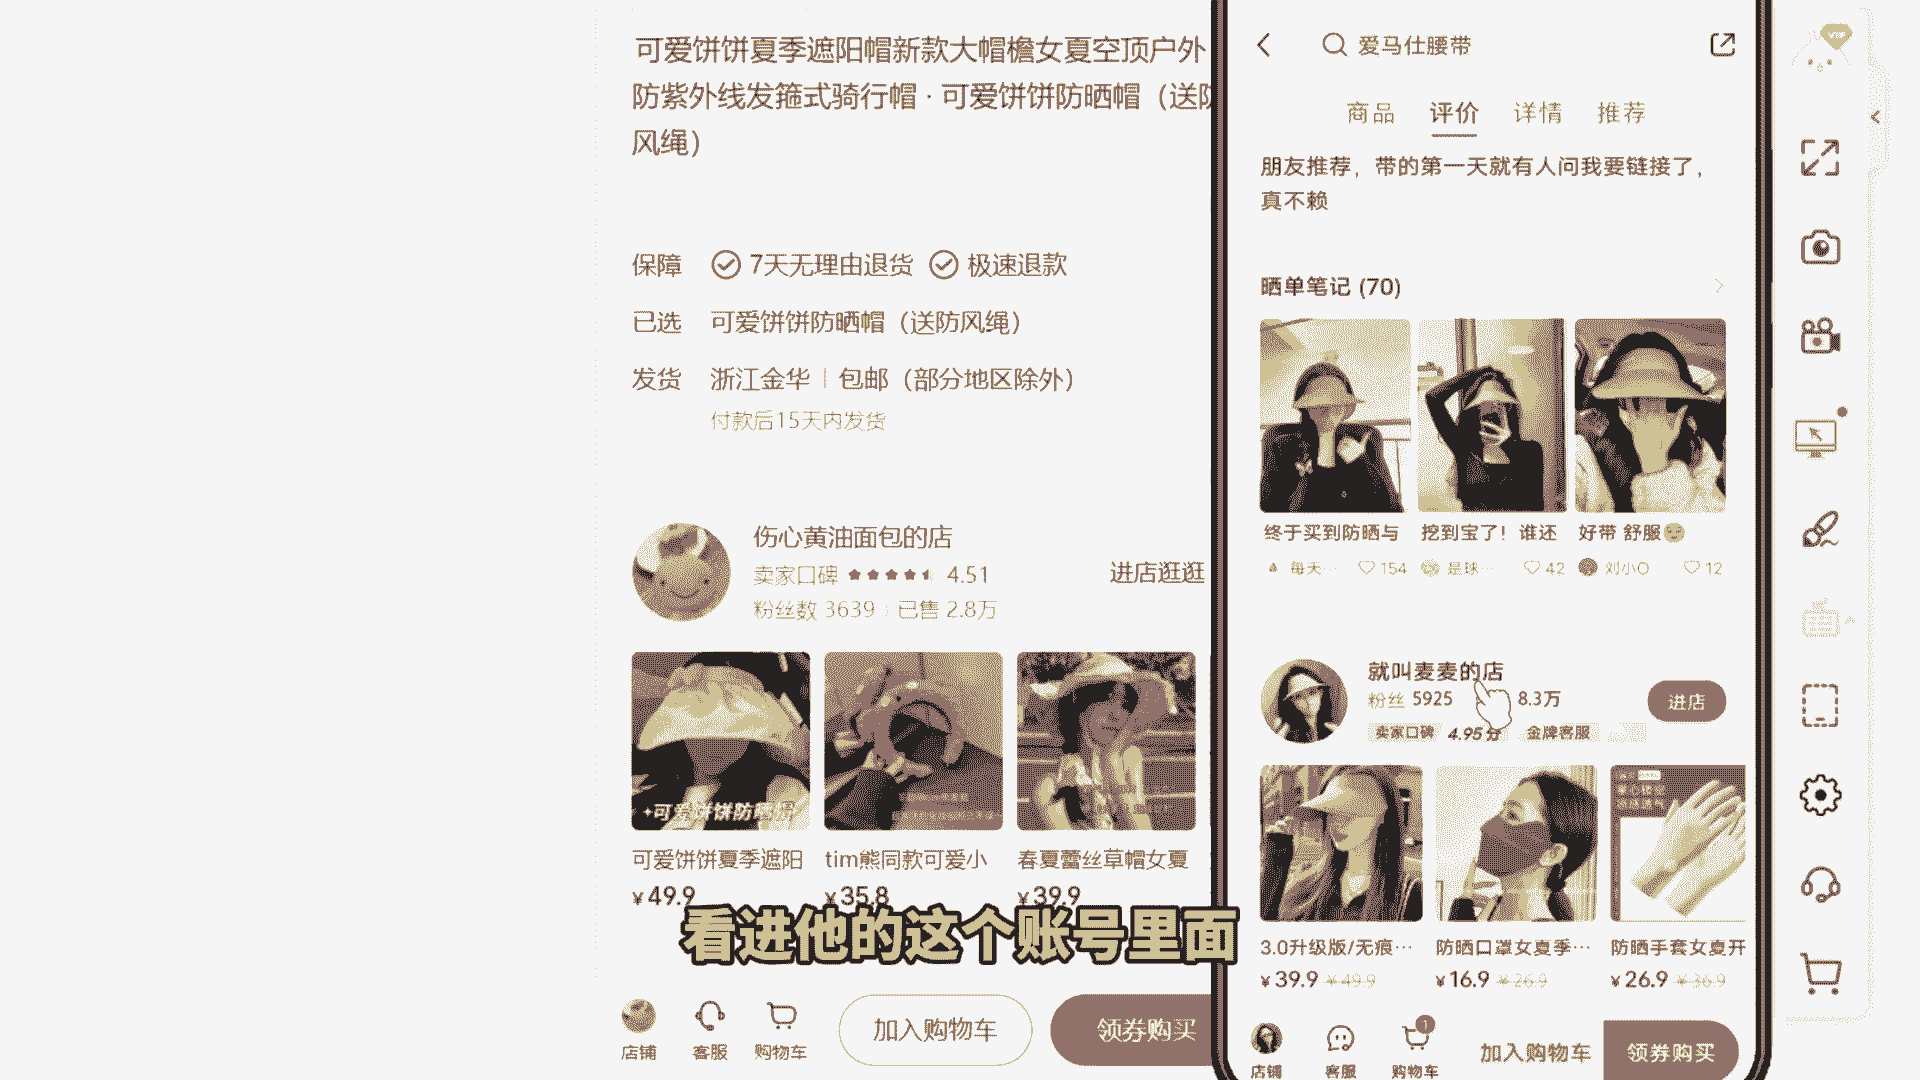 可爱饼饼夏季遮阳帽新款大帽檐女夏空顶户外
防紫外线发箍式骑行帽 · 可爱饼饼防晒帽（送防
风绳）
保障 7天无理由退货 极速退款
已选 可爱饼饼防晒帽（送防风绳）
发货 浙江金华 | 包邮（部分地区除外）
付款后15天内发货
伤心黄油面包的店
卖家口碑 4.51
粉丝数 3639 | 已售 2.8万
进店逛逛
可爱饼饼防晒帽
可爱饼饼夏季遮阳
¥49.9
tim熊同款可爱小
¥35.8
春夏蕾丝草帽女夏
¥39.9
店铺
客服
购物车
加入购物车
领券购买
爱马仕腰带
商品 评价 详情 推荐
朋友推荐，带的第一天就有人问我要链接了，
真不赖
晒单笔记 (70)
终于买到防晒与
每天… 154
挖到宝了！谁还
是球… 42
好带 舒服
刘小O 12
就叫麦麦的店
粉丝 5925 8.3万
卖家口碑 4.95分 金牌客服
进店
3.0升级版/无痕…
¥39.9 ¥49.9
防晒口罩女夏季…
¥16.9 ¥26.9
防晒手套女夏开
¥26.9 ¥36.9
店铺
客服
购物车
1
加入购物车
领券购买
VIP
看进他的这个账号里面